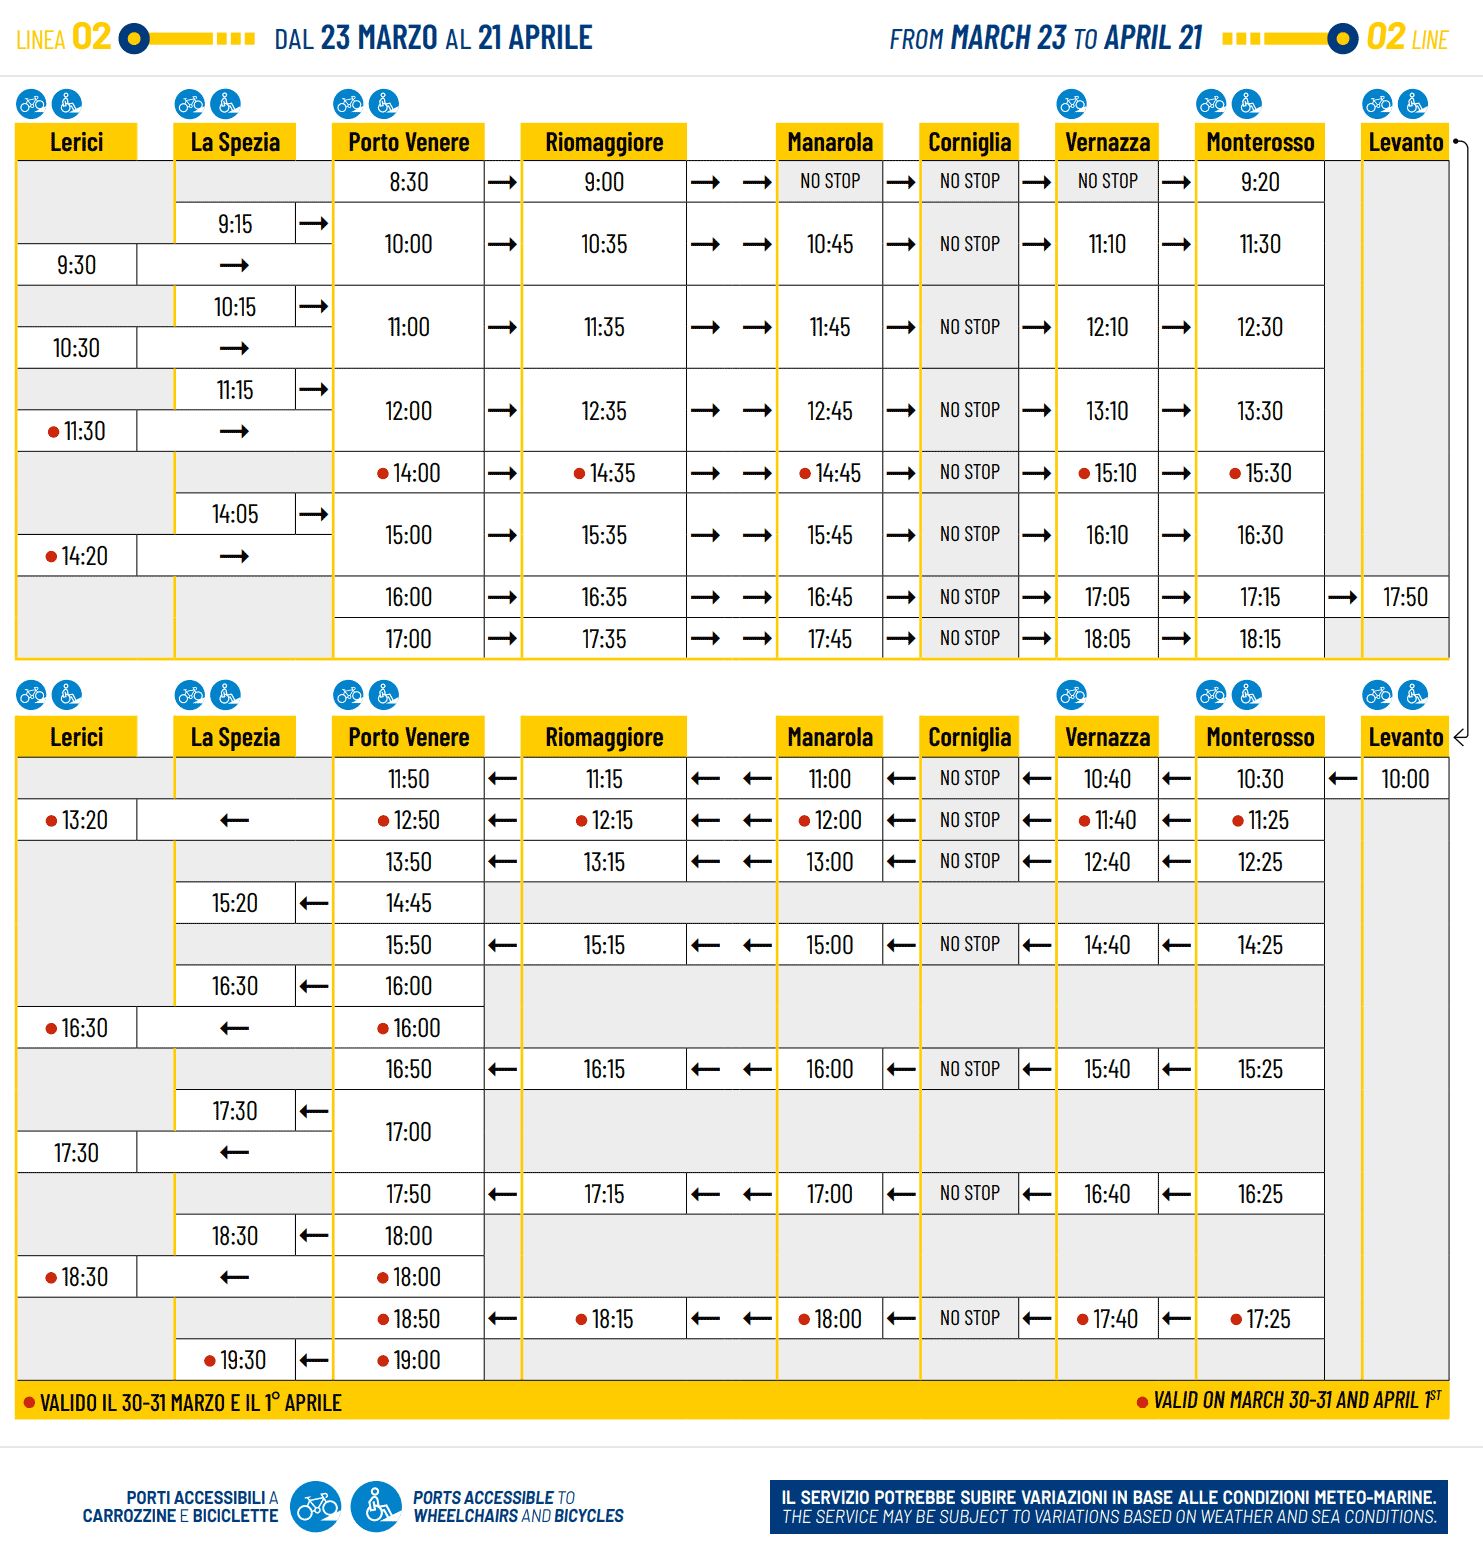 LINEA 02 DAL 23 MARZO AL 21 APRILE FROM MARCH 23 TO APRIL 21 02 LINE
Lerici La Spezia Porto Venere Riomaggiore Manarola Corniglia Vernazza Monterosso Levanto
8:30 9:00 NO STOP NO STOP NO STOP 9:20
9:15
10:00 10:35 10:45 NO STOP 11:10 11:30
9:30
10:15
11:00 11:35 11:45 NO STOP 12:10 12:30
10:30
11:15
12:00 12:35 12:45 NO STOP 13:10 13:30
11:30
14:00 14:35 14:45 NO STOP 15:10 15:30
14:05
15:00 15:35 15:45 NO STOP 16:10 16:30
14:20
16:00 16:35 16:45 NO STOP 17:05 17:15 17:50
17:00 17:35 17:45 NO STOP 18:05 18:15
Lerici La Spezia Porto Venere Riomaggiore Manarola Corniglia Vernazza Monterosso Levanto
11:50 11:15 11:00 NO STOP 10:40 10:30 10:00
13:20 12:50 12:15 12:00 NO STOP 11:40 11:25
13:50 13:15 13:00 NO STOP 12:40 12:25
15:20 14:45
15:50 15:15 15:00 NO STOP 14:40 14:25
16:30 16:00
16:30 16:00
16:50 16:15 16:00 NO STOP 15:40 15:25
17:30
17:00
17:30
17:50 17:15 17:00 NO STOP 16:40 16:25
18:30 18:00
18:30 18:00
18:50 18:15 18:00 NO STOP 17:40 17:25
19:30 19:00
VALIDO IL 30-31 MARZO E IL 1° APRILE VALID ON MARCH 30-31 AND APRIL 1ST
PORTI ACCESSIBILI A
CARROZZINE E BICICLETTE
PORTS ACCESSIBLE TO
WHEELCHAIRS AND BICYCLES
IL SERVIZIO POTREBBE SUBIRE VARIAZIONI IN BASE ALLE CONDIZIONI METEO-MARINE.
THE SERVICE MAY BE SUBJECT TO VARIATIONS BASED ON WEATHER AND SEA CONDITIONS.